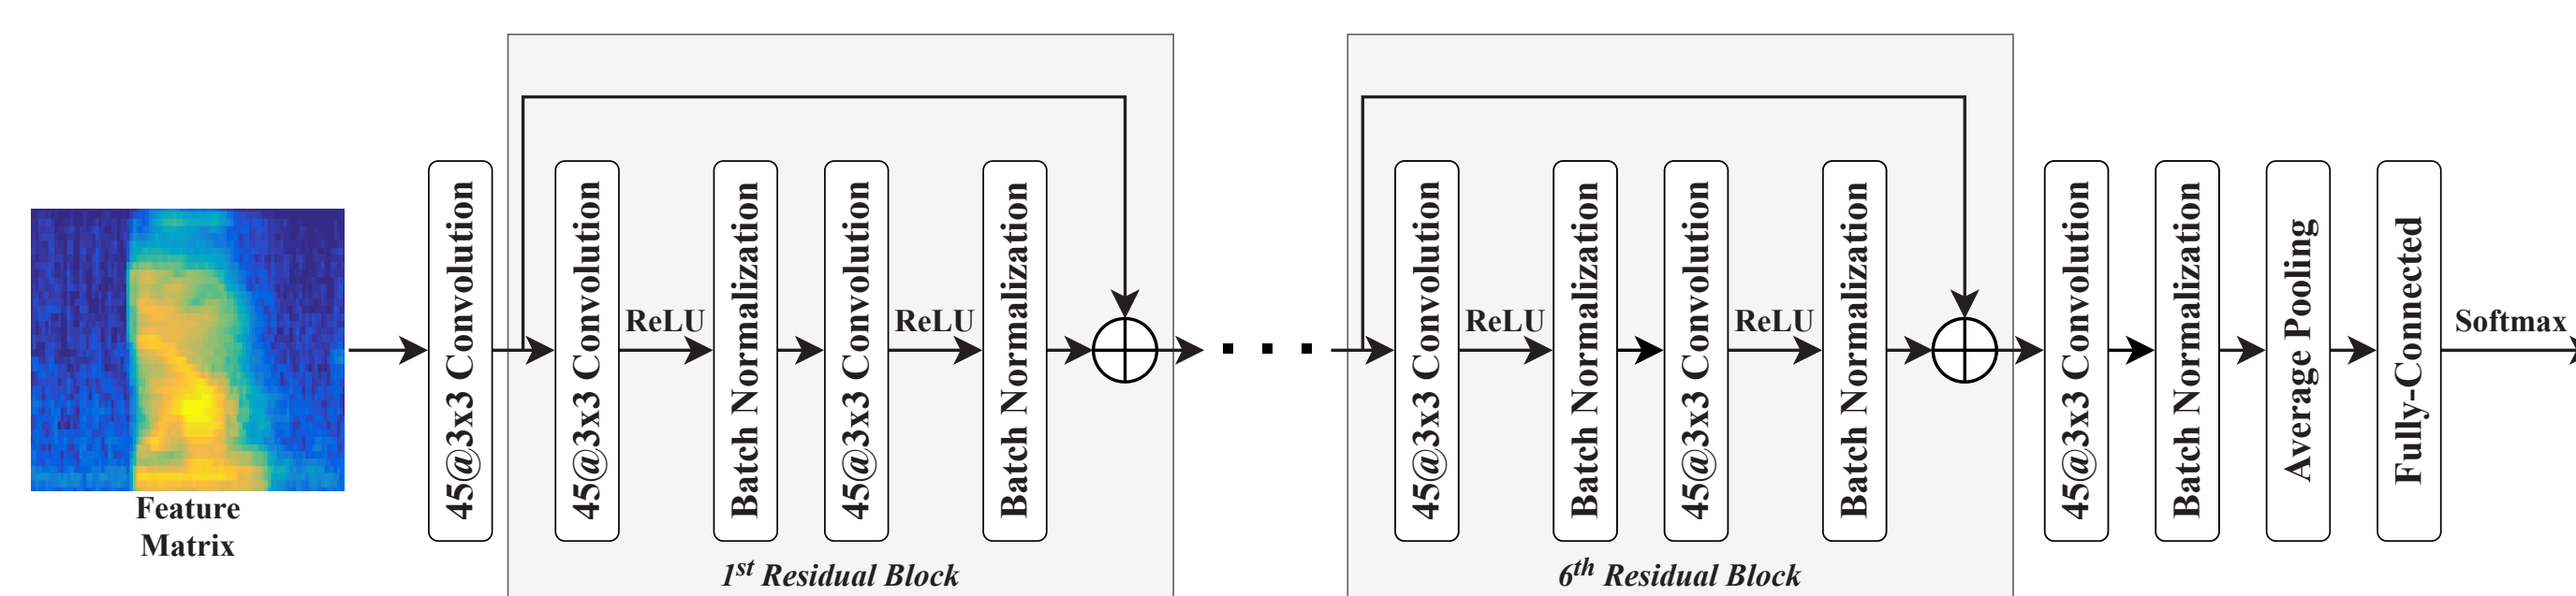 Feature
Matrix
45@3x3 Convolution
45@3x3 Convolution
ReLU
Batch Normalization
45@3x3 Convolution
ReLU
Batch Normalization
1st Residual Block
. . .
45@3x3 Convolution
ReLU
Batch Normalization
45@3x3 Convolution
ReLU
Batch Normalization
6th Residual Block
45@3x3 Convolution
Batch Normalization
Average Pooling
Fully-Connected
Softmax